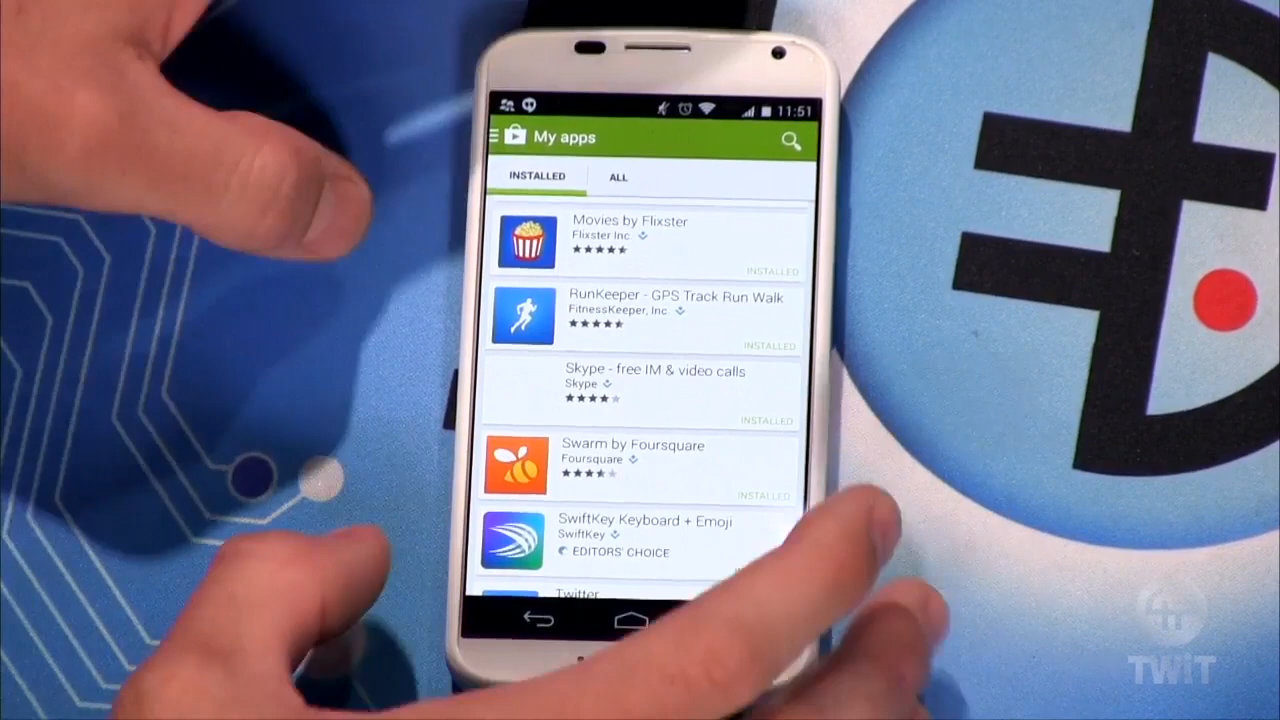 11:51
My apps
INSTALLED ALL
Movies by Flixster
Flixster Inc.
INSTALLED
RunKeeper - GPS Track Run Walk
FitnessKeeper, Inc.
INSTALLED
Skype - free IM & video calls
Skype
INSTALLED
Swarm by Foursquare
Foursquare
INSTALLED
SwiftKey Keyboard + Emoji
SwiftKey
EDITORS' CHOICE
Twitter
TWiT